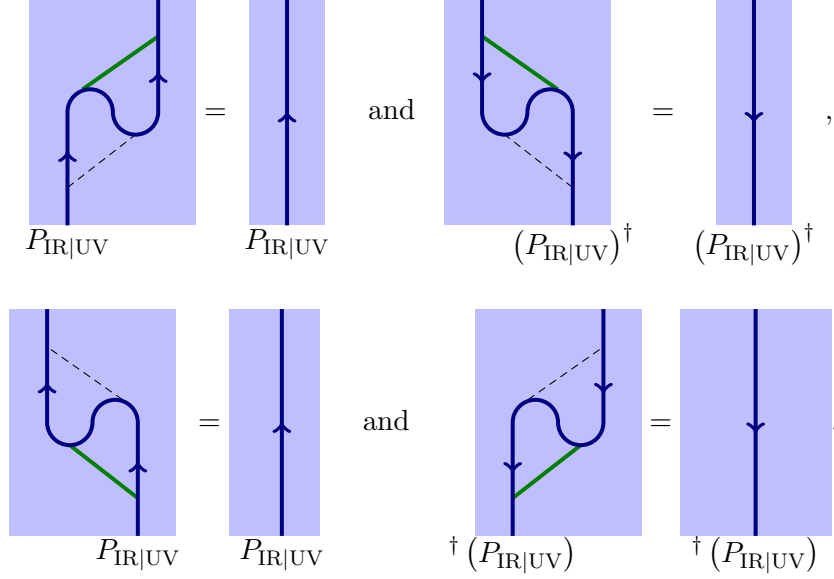 = and = ,
P_{IR|UV} P_{IR|UV} (P_{IR|UV})^† (P_{IR|UV})^†
= and = .
P_{IR|UV} P_{IR|UV} ^†(P_{IR|UV}) ^†(P_{IR|UV})